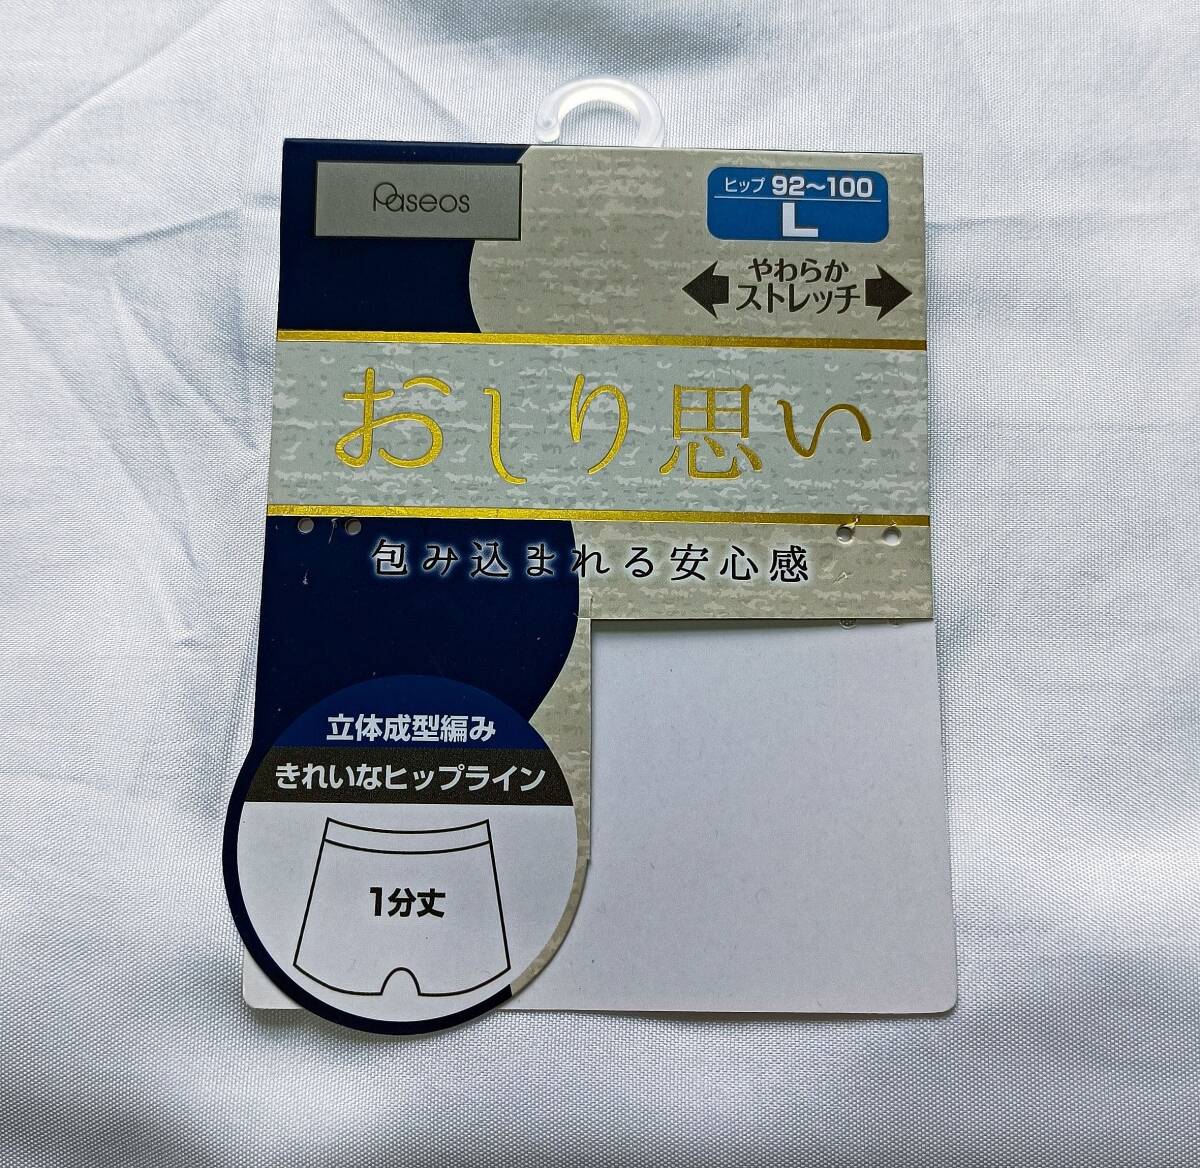 Paseos
ヒップ 92～100
L
やわらか
ストレッチ
おしり思い
包み込まれる安心感
立体成型編み
きれいなヒップライン
1分丈